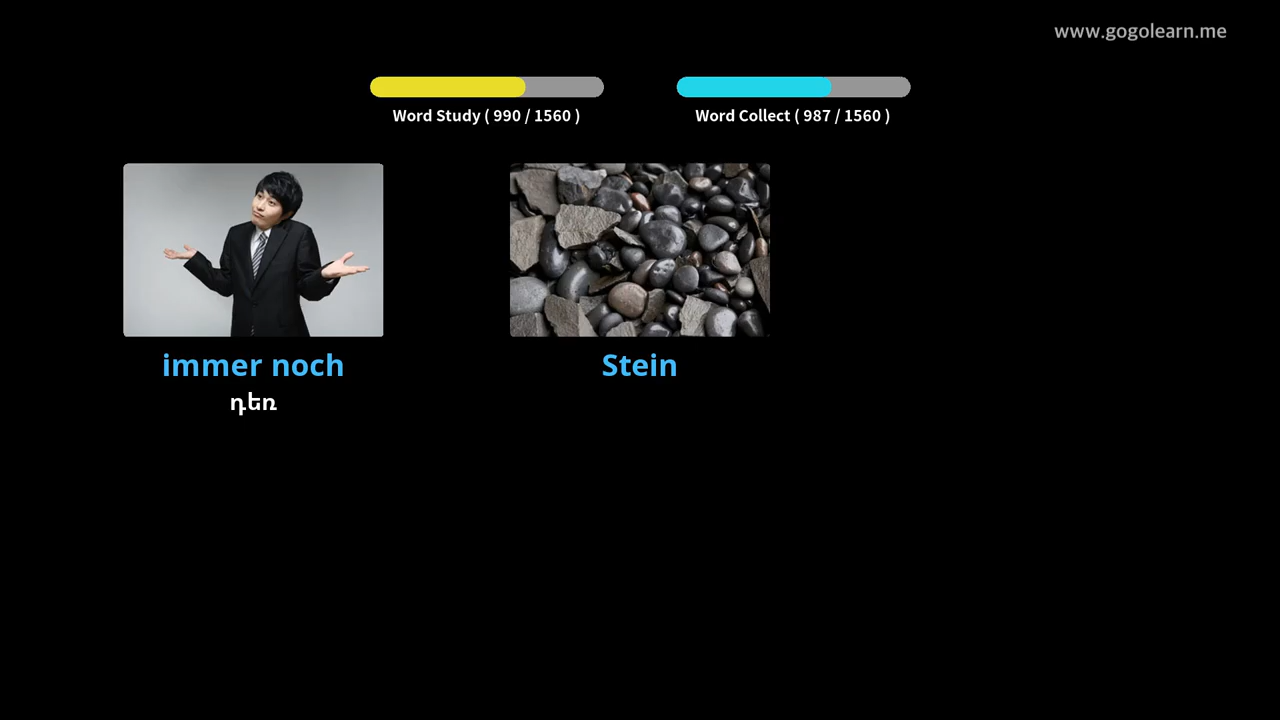 www.gogolearn.me
Word Study ( 990 / 1560 )
Word Collect ( 987 / 1560 )
immer noch
Stein
դեռ